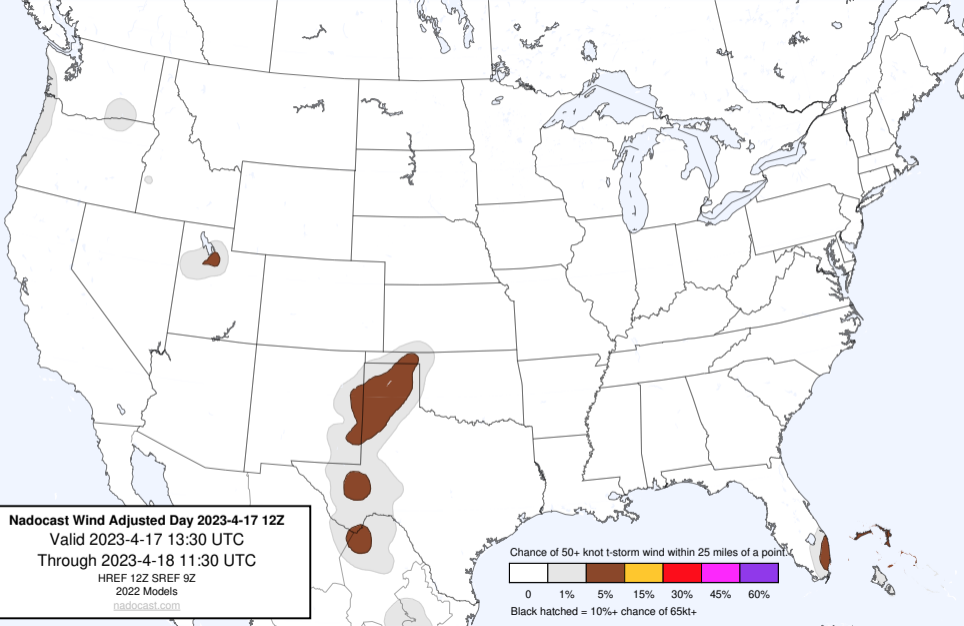 Nadocast Wind Adjusted Day 2023-4-17 12Z
Valid 2023-4-17 13:30 UTC
Through 2023-4-18 11:30 UTC
HREF 12Z SREF 9Z
2022 Models
nadocast.com
Chance of 50+ knot t-storm wind within 25 miles of a point.
0 1% 5% 15% 30% 45% 60%
Black hatched = 10%+ chance of 65kt+